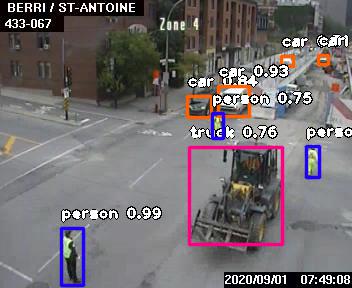 BERRI / ST-ANTOINE
433-067
Zone 4
car
car 0.93
car 0.84
person 0.75
truck 0.76
perso
person 0.99
2020/09/01 07:49:08